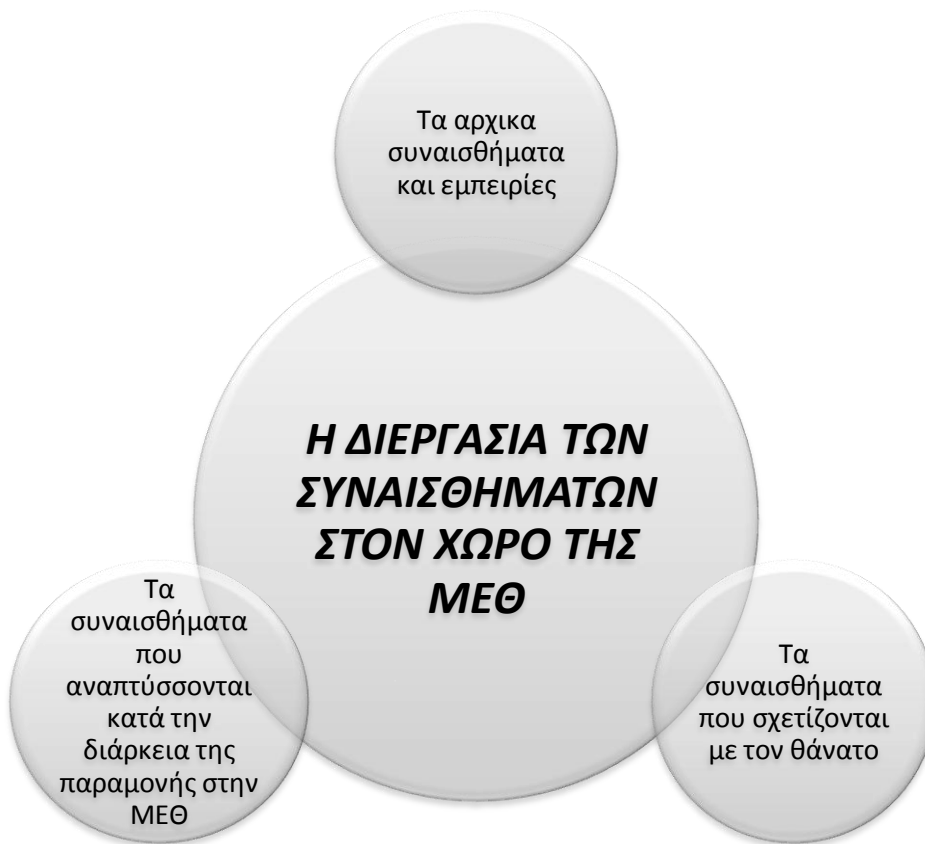 Τα αρχικα
συναισθήματα
και εμπειρίες
Η ΔΙΕΡΓΑΣΙΑ ΤΩΝ
ΣΥΝΑΙΣΘΗΜΑΤΩΝ
ΣΤΟΝ ΧΩΡΟ ΤΗΣ
ΜΕΘ
Τα
συναισθήματα
που
αναπτύσσονται
κατά την
διάρκεια της
παραμονής στην
ΜΕΘ
Τα
συναισθήματα
που σχετίζονται
με τον θάνατο